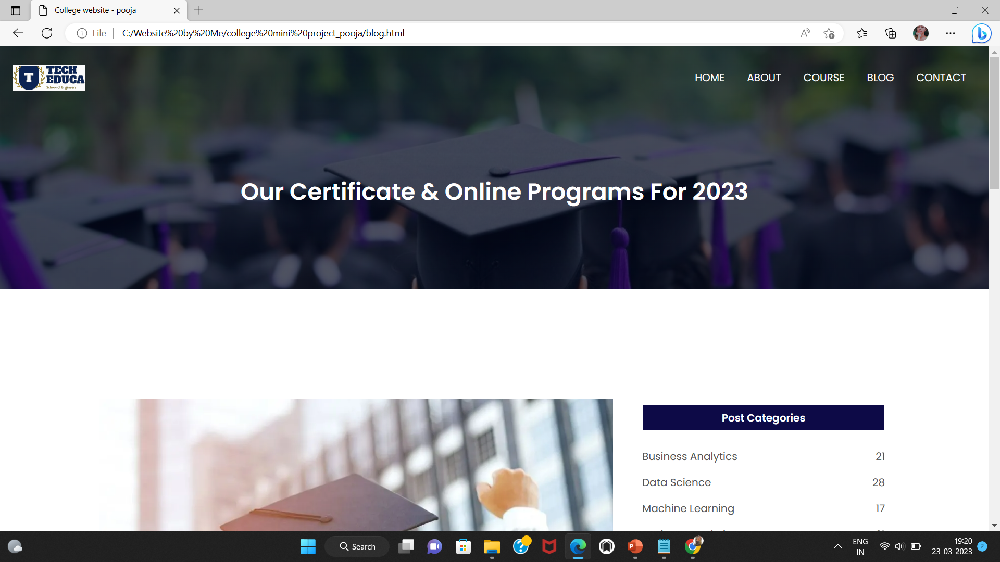 College website - pooja
File
C:/Website%20by%20Me/college%20mini%20project_pooja/blog.html
T
TECH
EDUCA
School of Engineers
HOME ABOUT COURSE BLOG CONTACT
Our Certificate & Online Programs For 2023
Post Categories
Business Analytics 21
Data Science 28
Machine Learning 17
Search
ENG
IN
19:20
23-03-2023
2